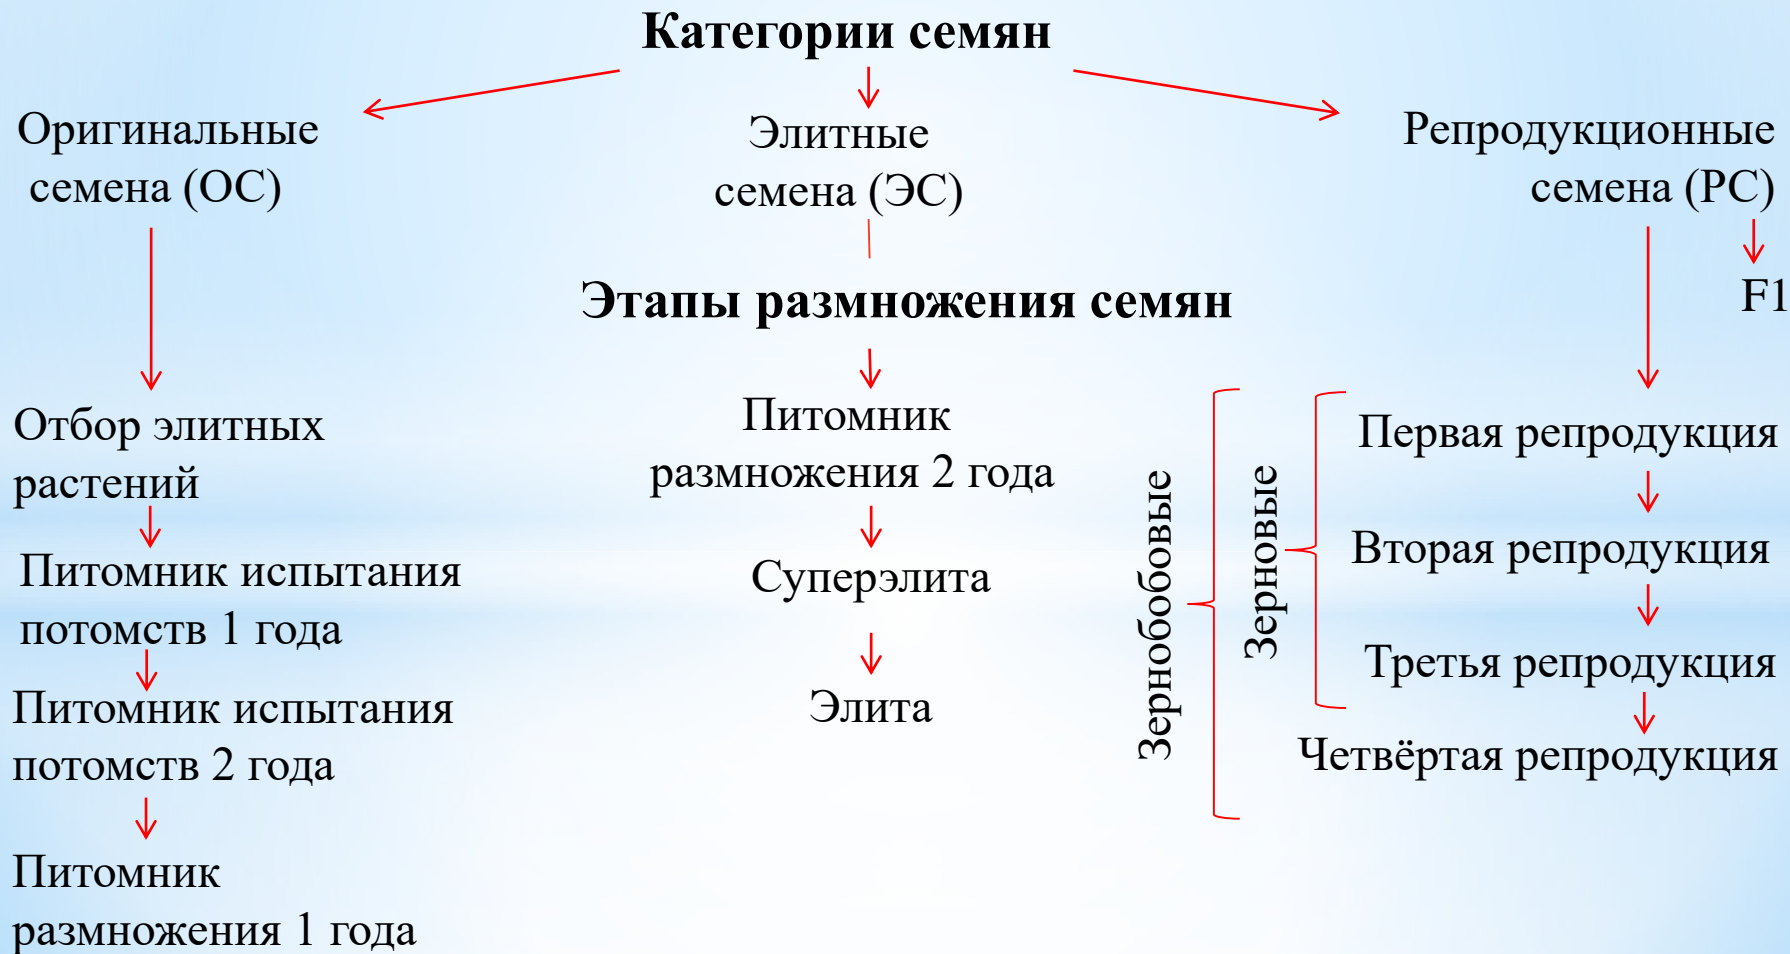 Категории семян
Оригинальные
семена (ОС)
Элитные
семена (ЭС)
Репродукционные
семена (РС)
F1
Этапы размножения семян
Отбор элитных
растений
Питомник испытания
потомств 1 года
Питомник испытания
потомств 2 года
Питомник
размножения 1 года
Питомник
размножения 2 года
Суперэлита
Элита
Зернобобовые
Зерновые
Первая репродукция
Вторая репродукция
Третья репродукция
Четвёртая репродукция